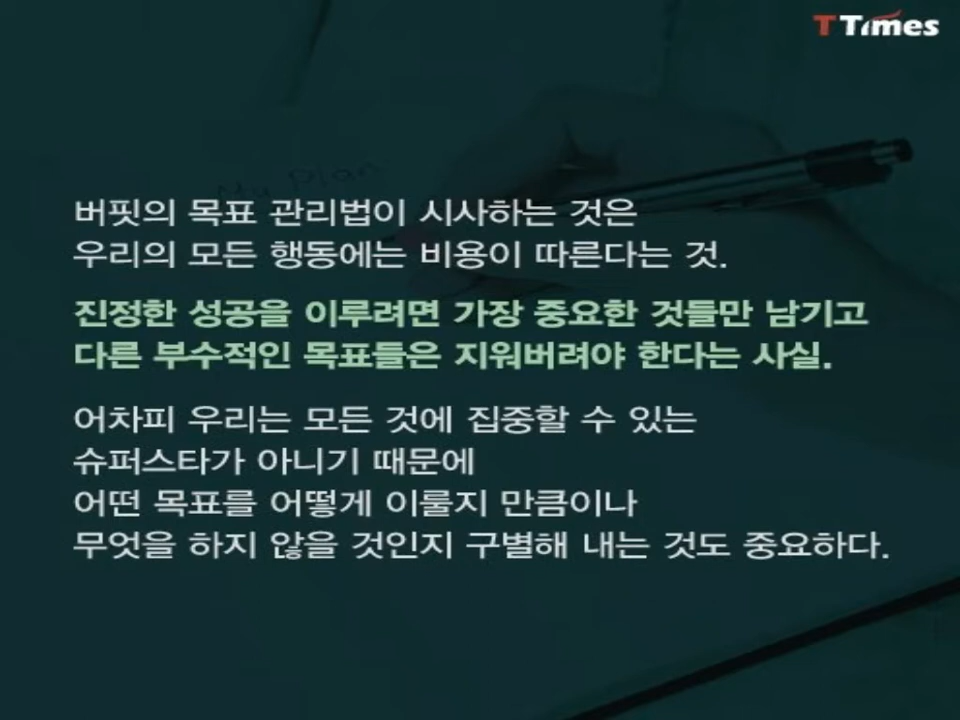 TTimes
My Plan
버핏의 목표 관리법이 시사하는 것은
우리의 모든 행동에는 비용이 따른다는 것.
진정한 성공을 이루려면 가장 중요한 것들만 남기고
다른 부수적인 목표들은 지워버려야 한다는 사실.
어차피 우리는 모든 것에 집중할 수 있는
슈퍼스타가 아니기 때문에
어떤 목표를 어떻게 이룰지 만큼이나
무엇을 하지 않을 것인지 구별해 내는 것도 중요하다.